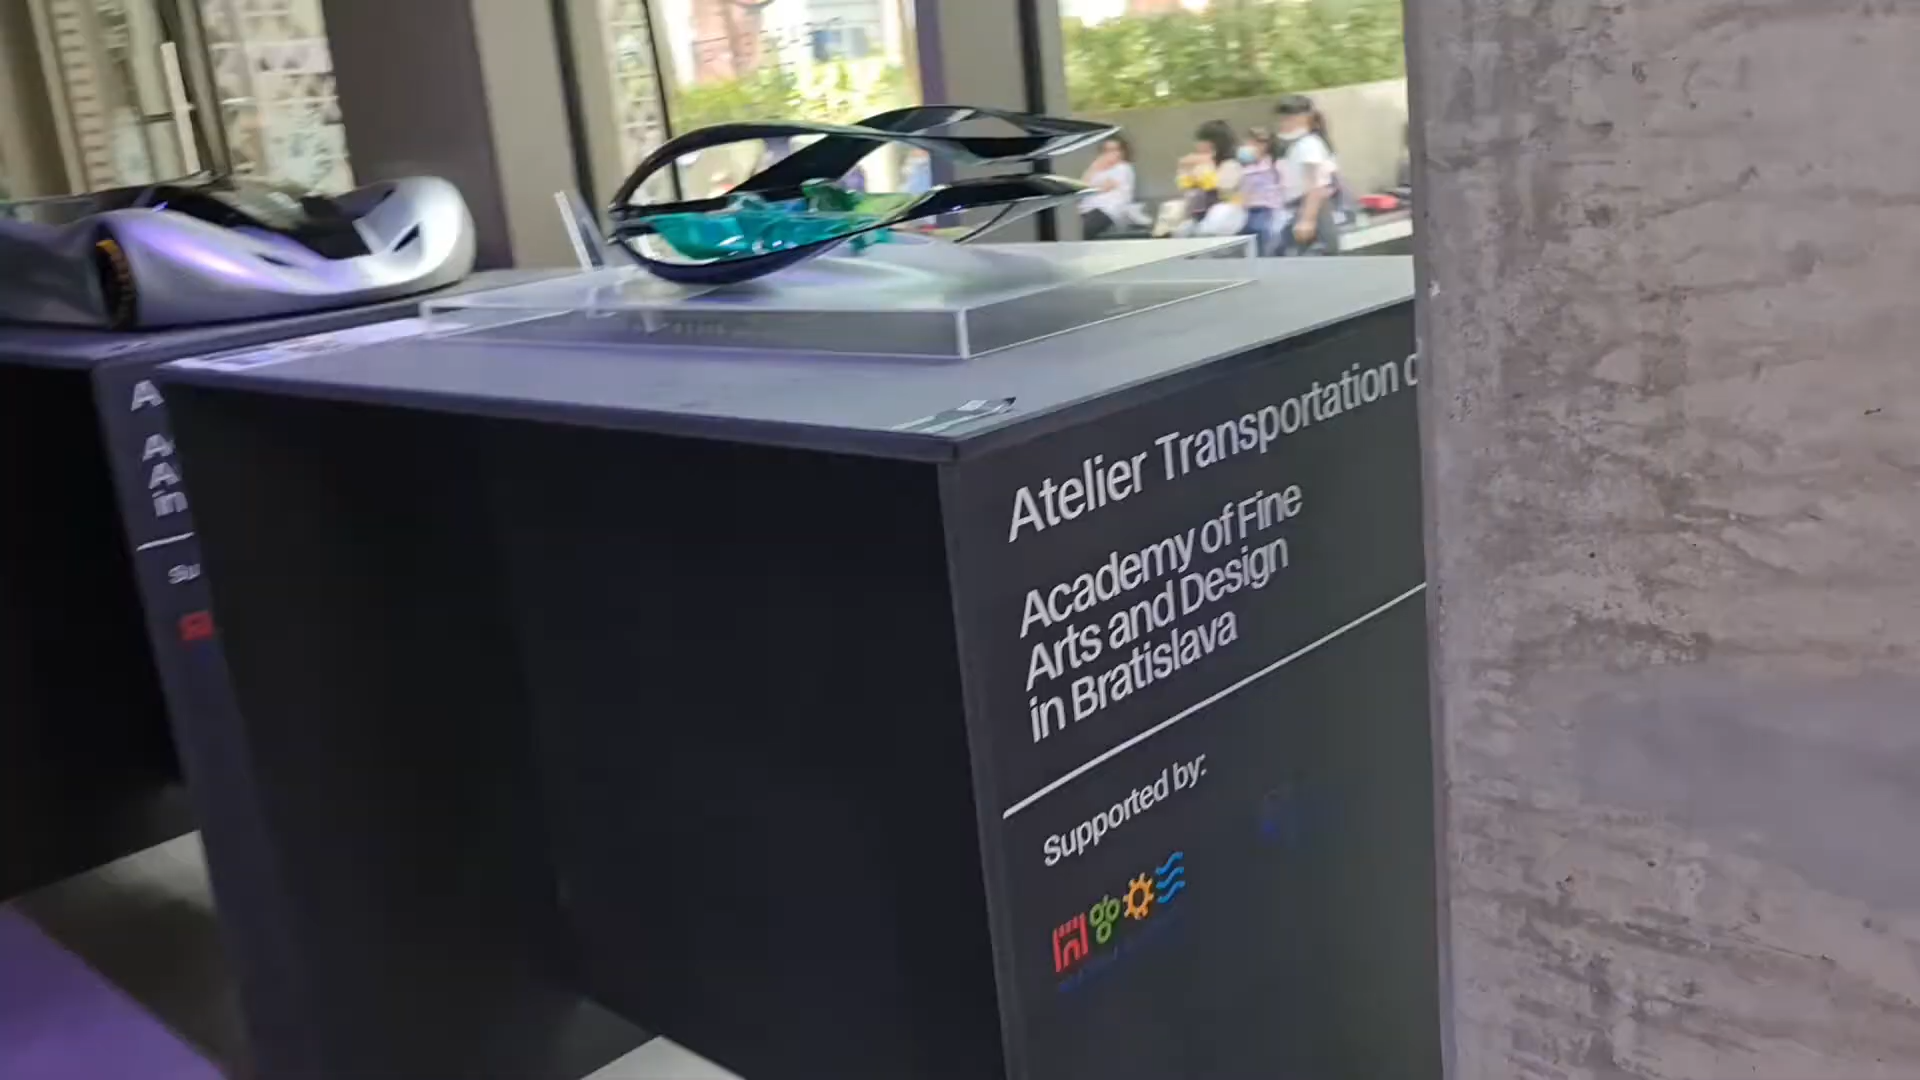 Atelier Transportation
Academy of Fine
Arts and Design
in Bratislava
Supported by: